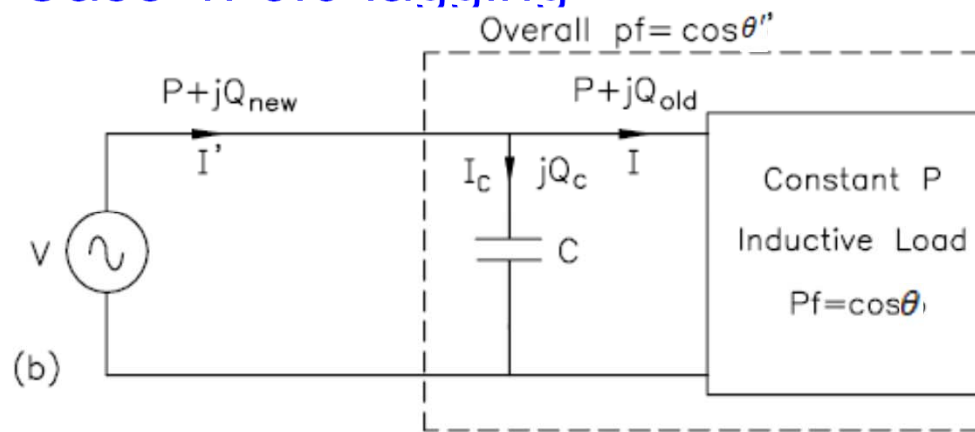 Overall pf= cosθ"
P+jQnew
P+jQold
I'
Ic
jQc
I
V
C
Constant P
Inductive Load
Pf=cosθ
(b)